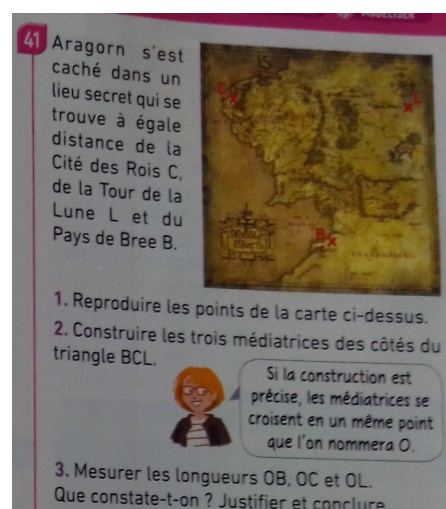 MODÉLISER
41 Aragorn s'est
caché dans un
lieu secret qui se
trouve à égale
distance de la
Cité des Rois C,
de la Tour de la
Lune L et du
Pays de Bree B.
C
L
B
1. Reproduire les points de la carte ci-dessus.
2. Construire les trois médiatrices des côtés du
triangle BCL.
Si la construction est
précise, les médiatrices se
croisent en un même point
que l'on nommera O.
3. Mesurer les longueurs OB, OC et OL.
Que constate-t-on ? Justifier et conclure.